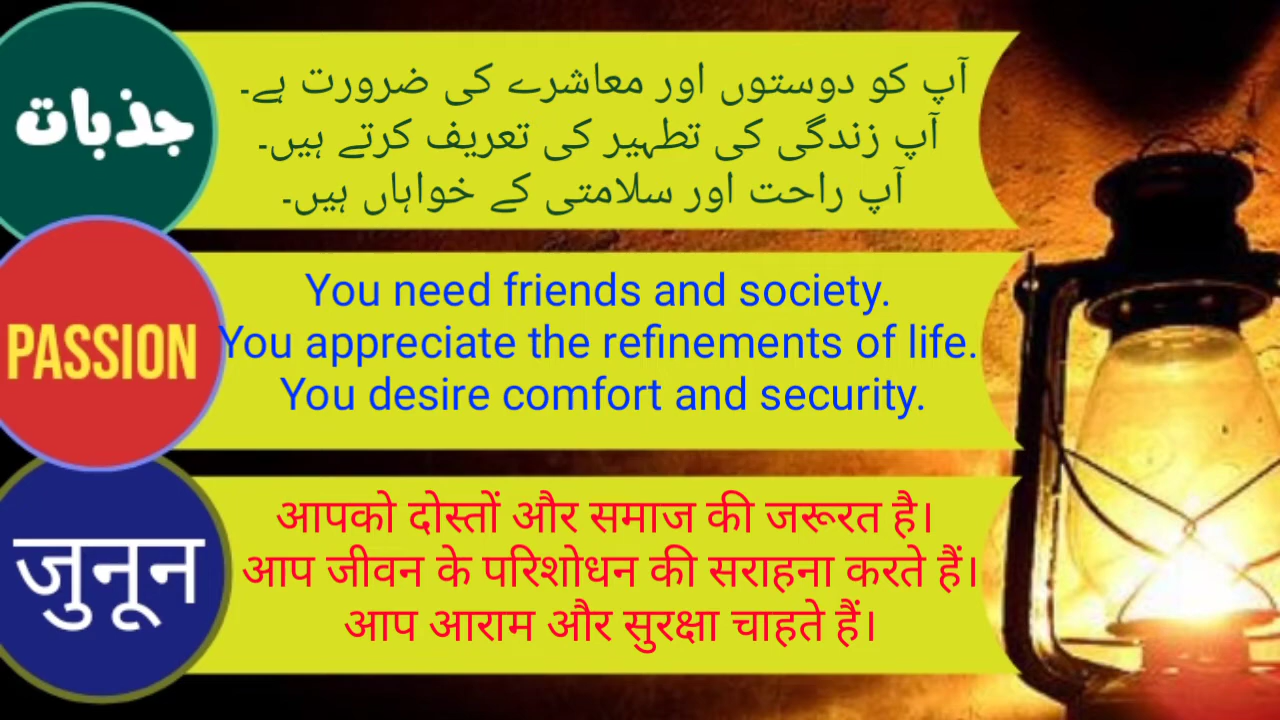 جذبات
آپ کو دوستوں اور معاشرے کی ضرورت ہے۔
آپ زندگی کی تطہیر کی تعریف کرتے ہیں۔
آپ راحت اور سلامتی کے خواہاں ہیں۔
PASSION
You need friends and society.
You appreciate the refinements of life.
You desire comfort and security.
जुनून
आपको दोस्तों और समाज की जरूरत है।
आप जीवन के परिशोधन की सराहना करते हैं।
आप आराम और सुरक्षा चाहते हैं।